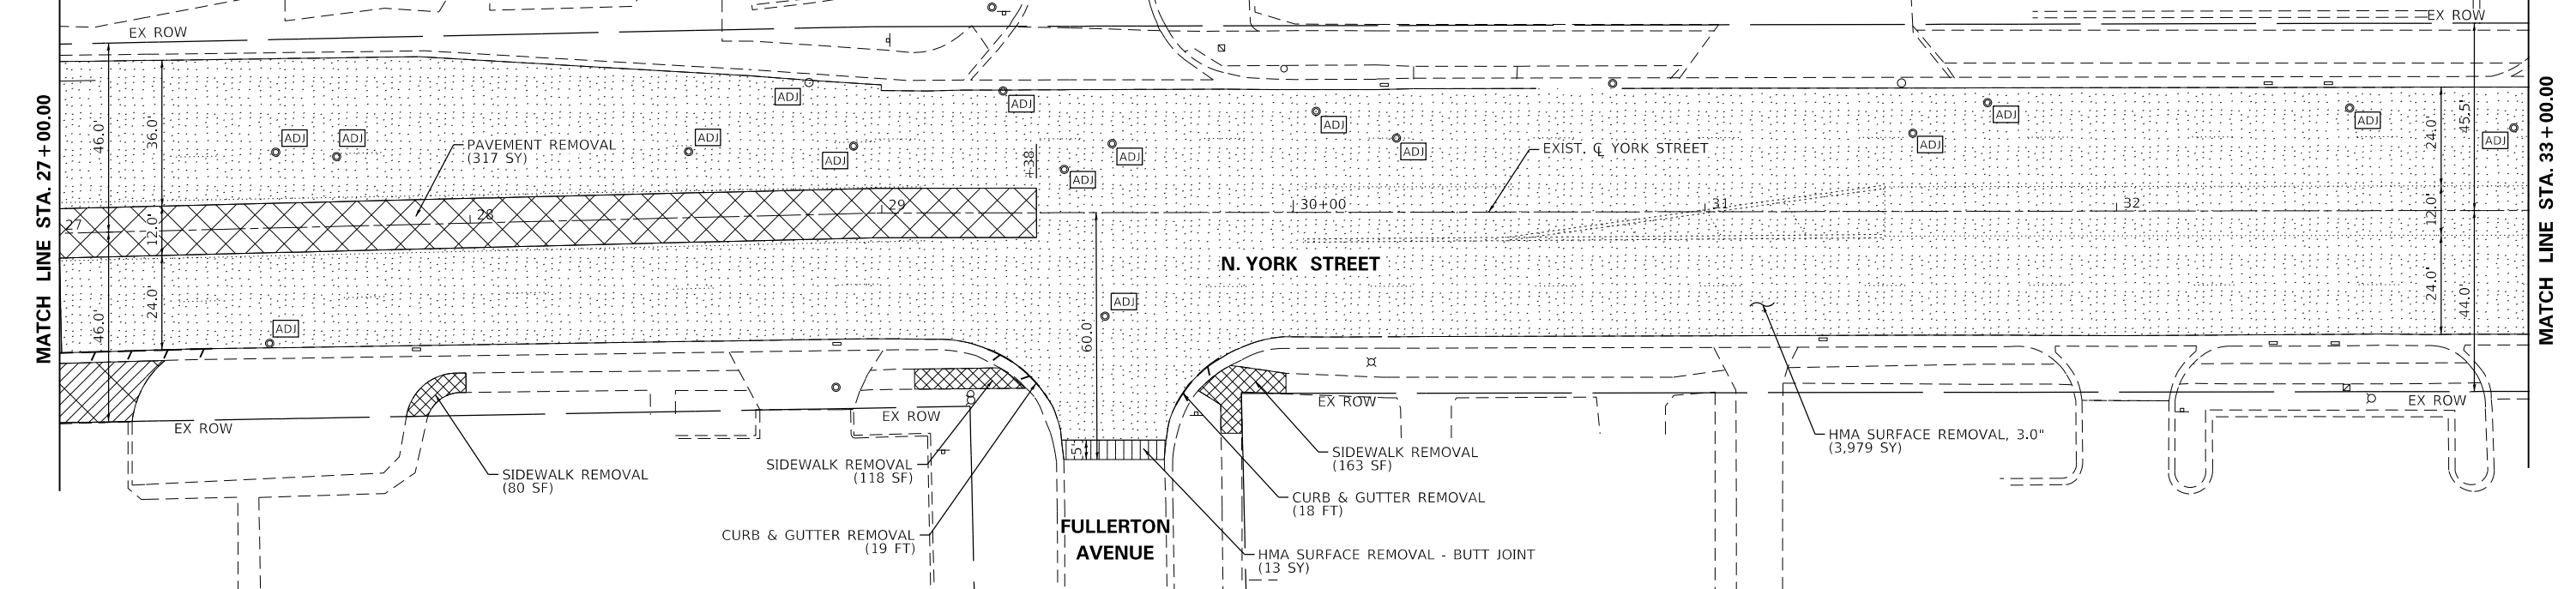 EX ROW
EX ROW
MATCH LINE STA. 27+00.00
MATCH LINE STA. 33+00.00
46.0'
36.0'
ADJ
ADJ
ADJ
ADJ
ADJ
ADJ
ADJ
ADJ
ADJ
ADJ
ADJ
ADJ
ADJ
ADJ
24.0'
45.5'
PAVEMENT REMOVAL
(317 SY)
+38
EXIST. ℄ YORK STREET
27
28
29
30+00
31
32
12.0'
12.0'
N. YORK STREET
46.0'
24.0'
ADJ
ADJ
60.0'
24.0'
44.0'
EX ROW
EX ROW
EX ROW
EX ROW
5'
SIDEWALK REMOVAL
(80 SF)
SIDEWALK REMOVAL
(118 SF)
SIDEWALK REMOVAL
(163 SF)
HMA SURFACE REMOVAL, 3.0"
(3,979 SY)
CURB & GUTTER REMOVAL
(18 FT)
CURB & GUTTER REMOVAL
(19 FT)
FULLERTON
AVENUE
HMA SURFACE REMOVAL - BUTT JOINT
(13 SY)